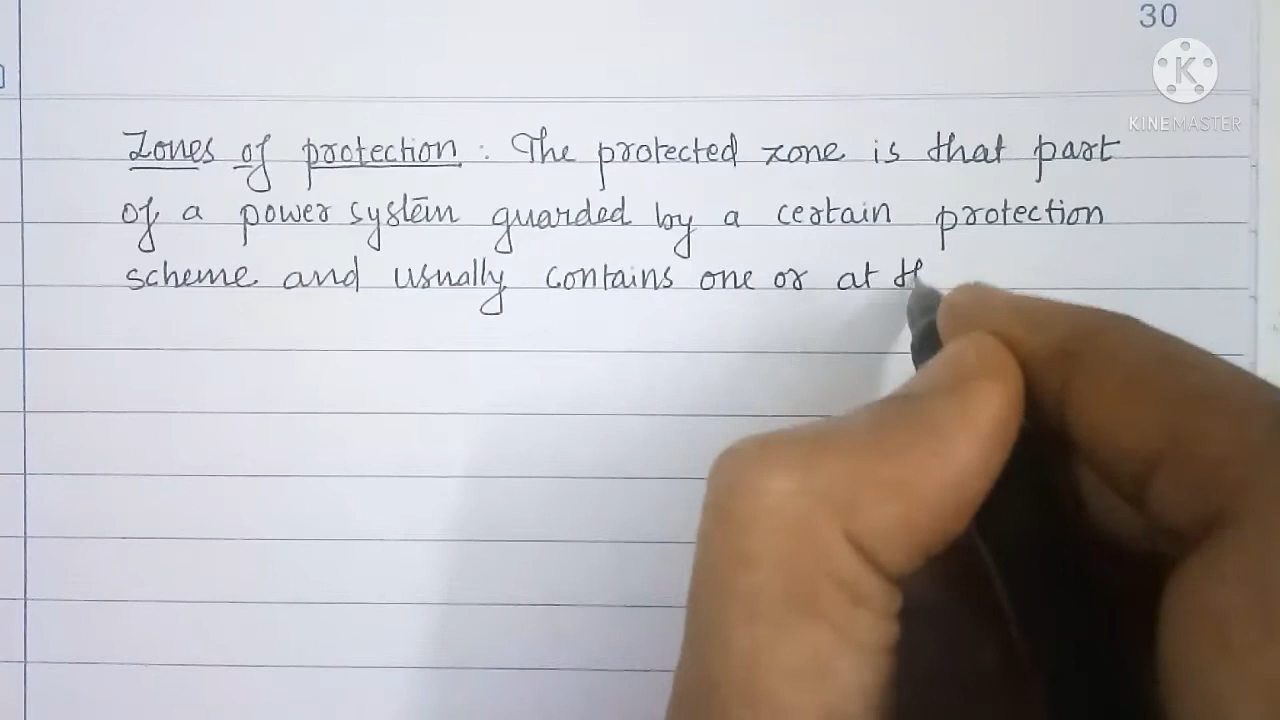 30
K
KINEMASTER
Zones of protection : The protected zone is that part
of a power system guarded by a certain protection
scheme and usually contains one or at